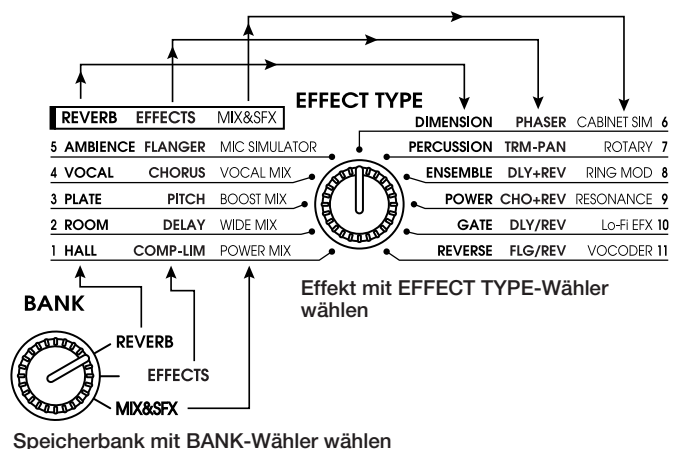 EFFECT TYPE
REVERB EFFECTS MIX&SFX
5 AMBIENCE FLANGER MIC SIMULATOR
4 VOCAL CHORUS VOCAL MIX
3 PLATE PITCH BOOST MIX
2 ROOM DELAY WIDE MIX
1 HALL COMP-LIM POWER MIX
DIMENSION PHASER CABINET SIM 6
PERCUSSION TRM-PAN ROTARY 7
ENSEMBLE DLY+REV RING MOD 8
POWER CHO+REV RESONANCE 9
GATE DLY/REV Lo-Fi EFX 10
REVERSE FLG/REV VOCODER 11
Effekt mit EFFECT TYPE-Wähler
wählen
BANK
REVERB
EFFECTS
MIX&SFX
Speicherbank mit BANK-Wähler wählen